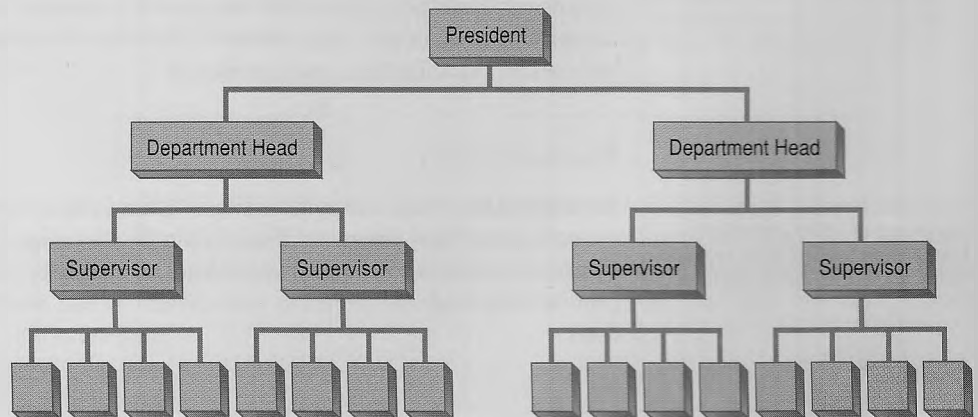 President
Department Head
Department Head
Supervisor
Supervisor
Supervisor
Supervisor